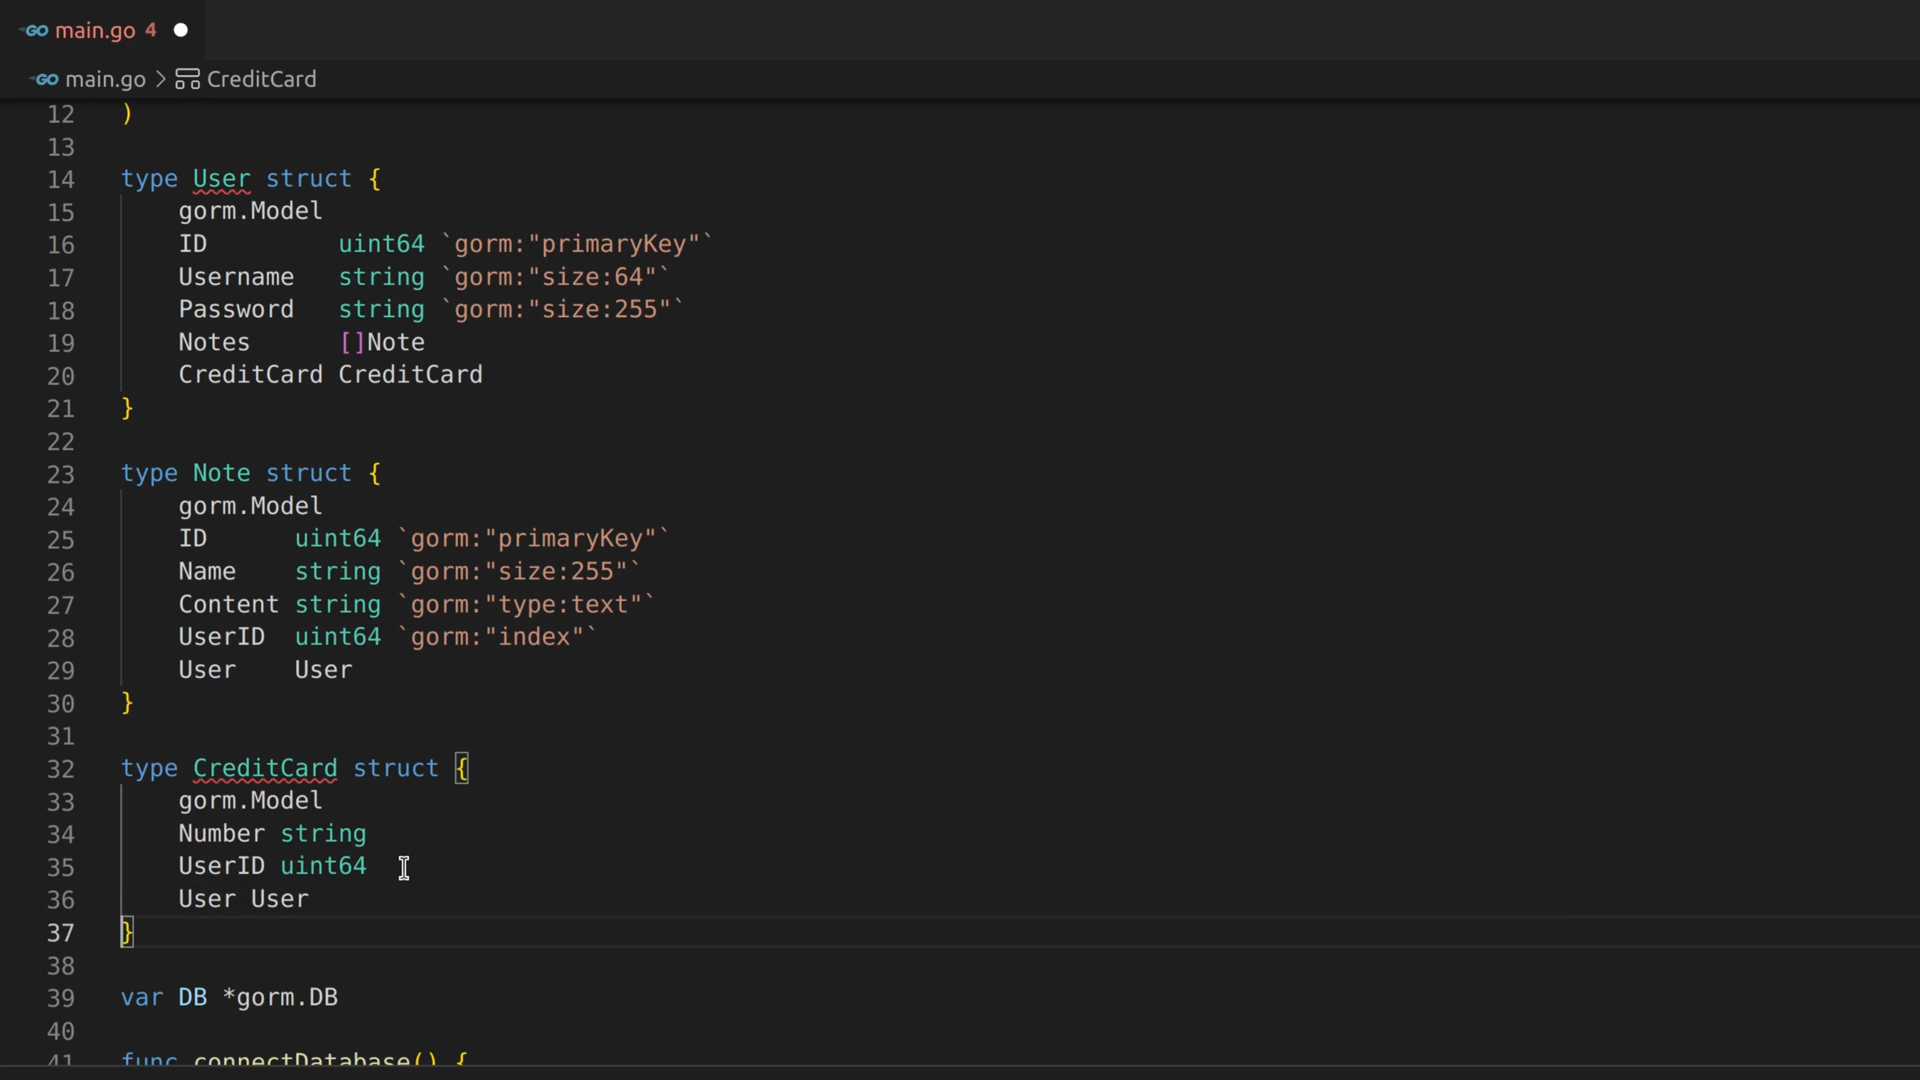 GO main.go 4
GO main.go > CreditCard
12 )
13
14 type User struct {
15     gorm.Model
16     ID         uint64 `gorm:"primaryKey"`
17     Username   string `gorm:"size:64"`
18     Password   string `gorm:"size:255"`
19     Notes      []Note
20     CreditCard CreditCard
21 }
22
23 type Note struct {
24     gorm.Model
25     ID      uint64 `gorm:"primaryKey"`
26     Name    string `gorm:"size:255"`
27     Content string `gorm:"type:text"`
28     UserID  uint64 `gorm:"index"`
29     User    User
30 }
31
32 type CreditCard struct {
33     gorm.Model
34     Number string
35     UserID uint64
36     User User
37 }
38
39 var DB *gorm.DB
40
41 func connectDatabase() {